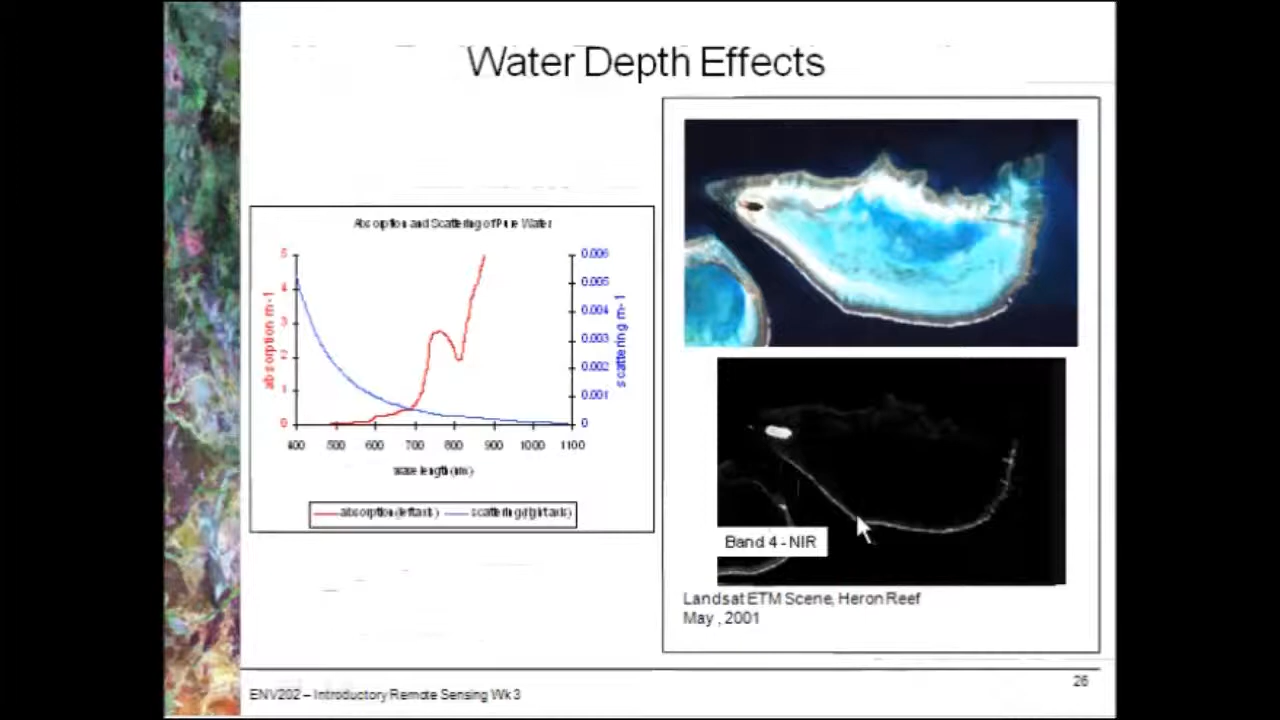 Water Depth Effects
Absorption and Scattering of Pure Water
5
4
3
2
1
0
absorption m-1
0.006
0.005
0.004
0.003
0.002
0.001
0
scattering m-1
400 500 600 700 800 900 1000 1100
wavelength (nm)
absorption (left axis) scattering (right axis)
Band 4 - NIR
Landsat ETM Scene, Heron Reef
May , 2001
26
ENV202 – Introductory Remote Sensing Wk 3